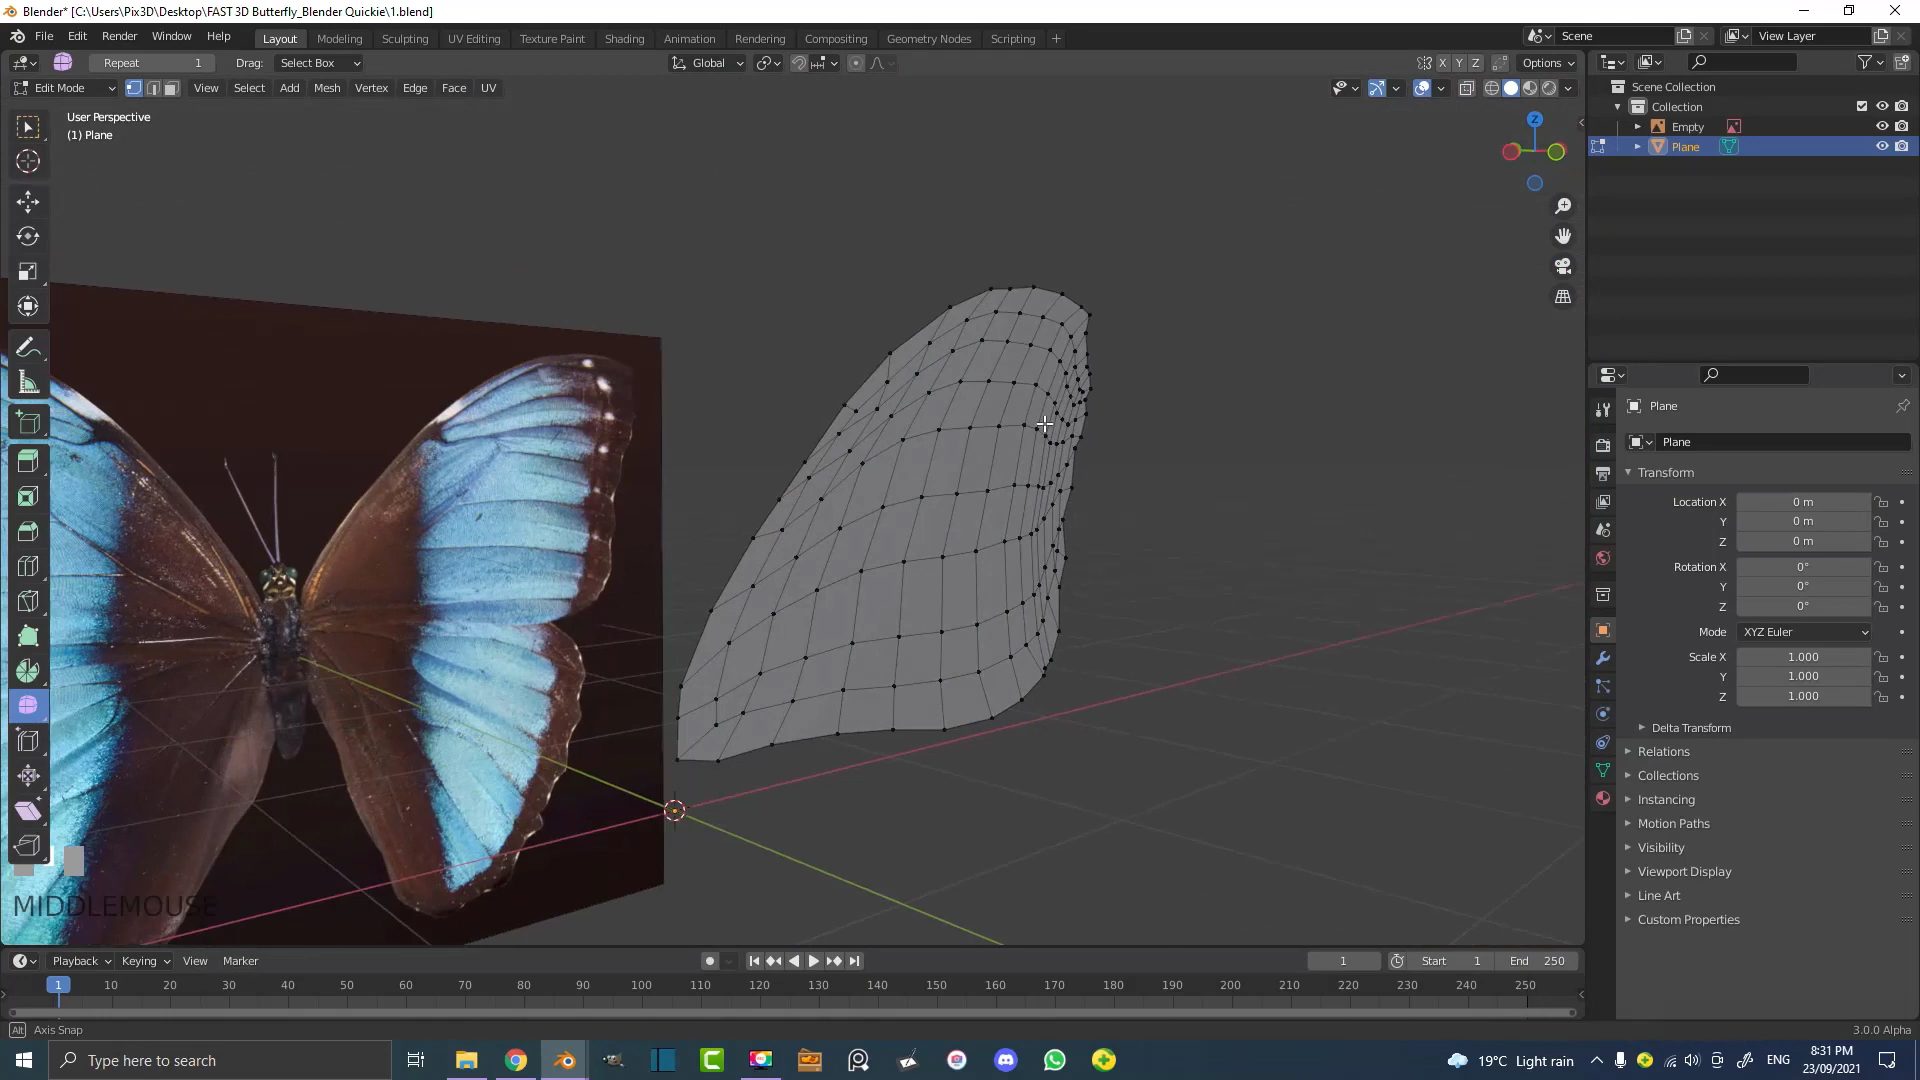 Blender* [C:\Users\Pix3D\Desktop\FAST 3D Butterfly_Blender Quickie\1.blend]
File Edit Render Window Help
Layout Modeling Sculpting UV Editing Texture Paint Shading Animation Rendering Compositing Geometry Nodes Scripting +
Scene View Layer
Repeat 1 Drag: Select Box
Global
X Y Z Options
Edit Mode View Select Add Mesh Vertex Edge Face UV
User Perspective
(1) Plane
Z
MIDDLEMOUSE
Scene Collection
Collection
Empty
Plane
Plane
Plane
Transform
Location X 0 m
Y 0 m
Z 0 m
Rotation X 0°
Y 0°
Z 0°
Mode XYZ Euler
Scale X 1.000
Y 1.000
Z 1.000
Delta Transform
Relations
Collections
Instancing
Motion Paths
Visibility
Viewport Display
Line Art
Custom Properties
Playback Keying View Marker
1 Start 1 End 250
1 10 20 30 40 50 60 70 80 90 100 110 120 130 140 150 160 170 180 190 200 210 220 230 240 250
Alt Axis Snap
3.0.0 Alpha
Type here to search
19°C Light rain
ENG
8:31 PM
23/09/2021